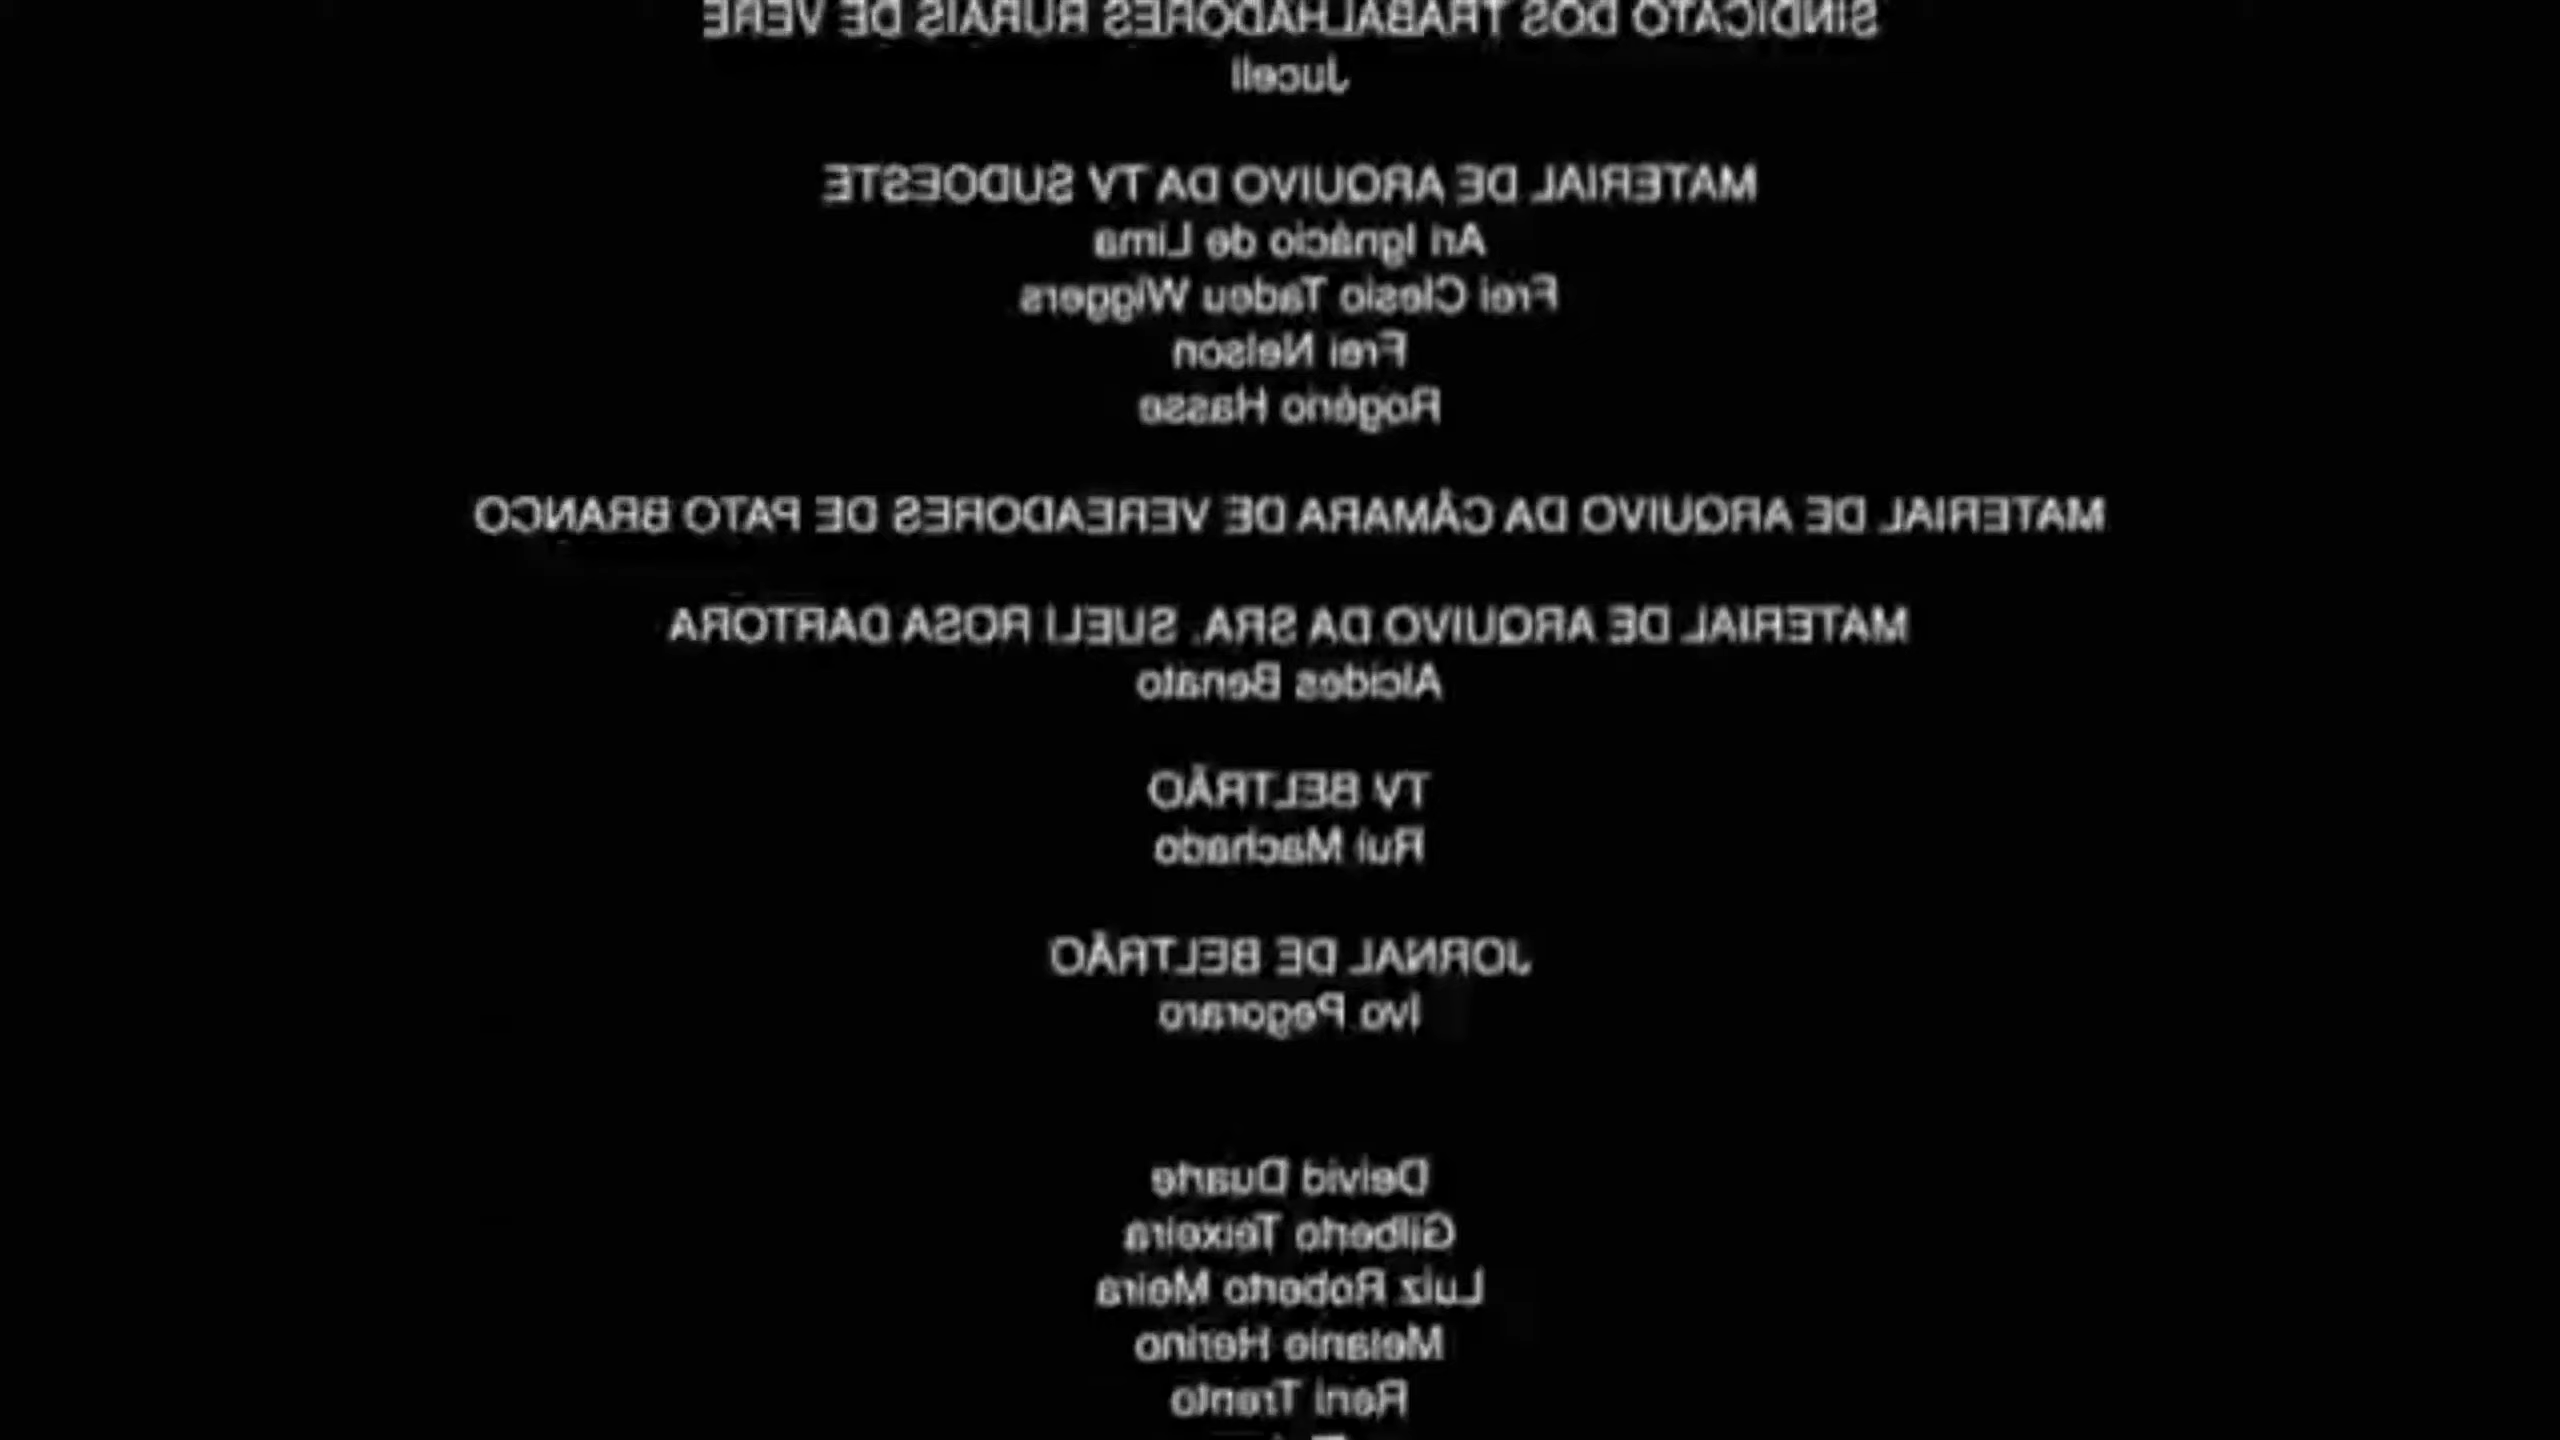 SINDICATO DOS TRABALHADORES RURAIS DE VERE
Juceli
MATERIAL DE ARQUIVO DA TV SUDOESTE
Ari Ignácio de Lima
Frei Clesio Tadeu Wiggers
Frei Nelson
Rogério Hasse
MATERIAL DE ARQUIVO DA CÂMARA DE VEREADORES DE PATO BRANCO
MATERIAL DE ARQUIVO DA SRA. SUELI ROSA DARTORA
Alcides Benato
TV BELTRÃO
Rui Machado
JORNAL DE BELTRÃO
Ivo Pegoraro
Deivid Duarte
Gilberto Teixeira
Luiz Roberto Meira
Melanie Herino
Reni Trento